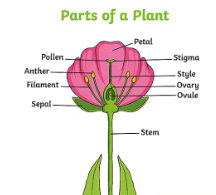 Parts of a Plant
Petal
Pollen
Stigma
Anther
Style
Filament
Ovary
Ovule
Sepal
Stem